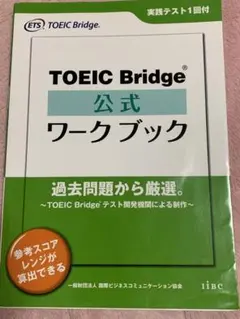 実践テスト1回付
ETS TOEIC Bridge®
TOEIC Bridge®
公式
ワークブック
過去問題から厳選。
～TOEIC Bridge®テスト開発機関による制作～
参考スコア
レンジが
算出できる
一般財団法人 国際ビジネスコミュニケーション協会
iiBC